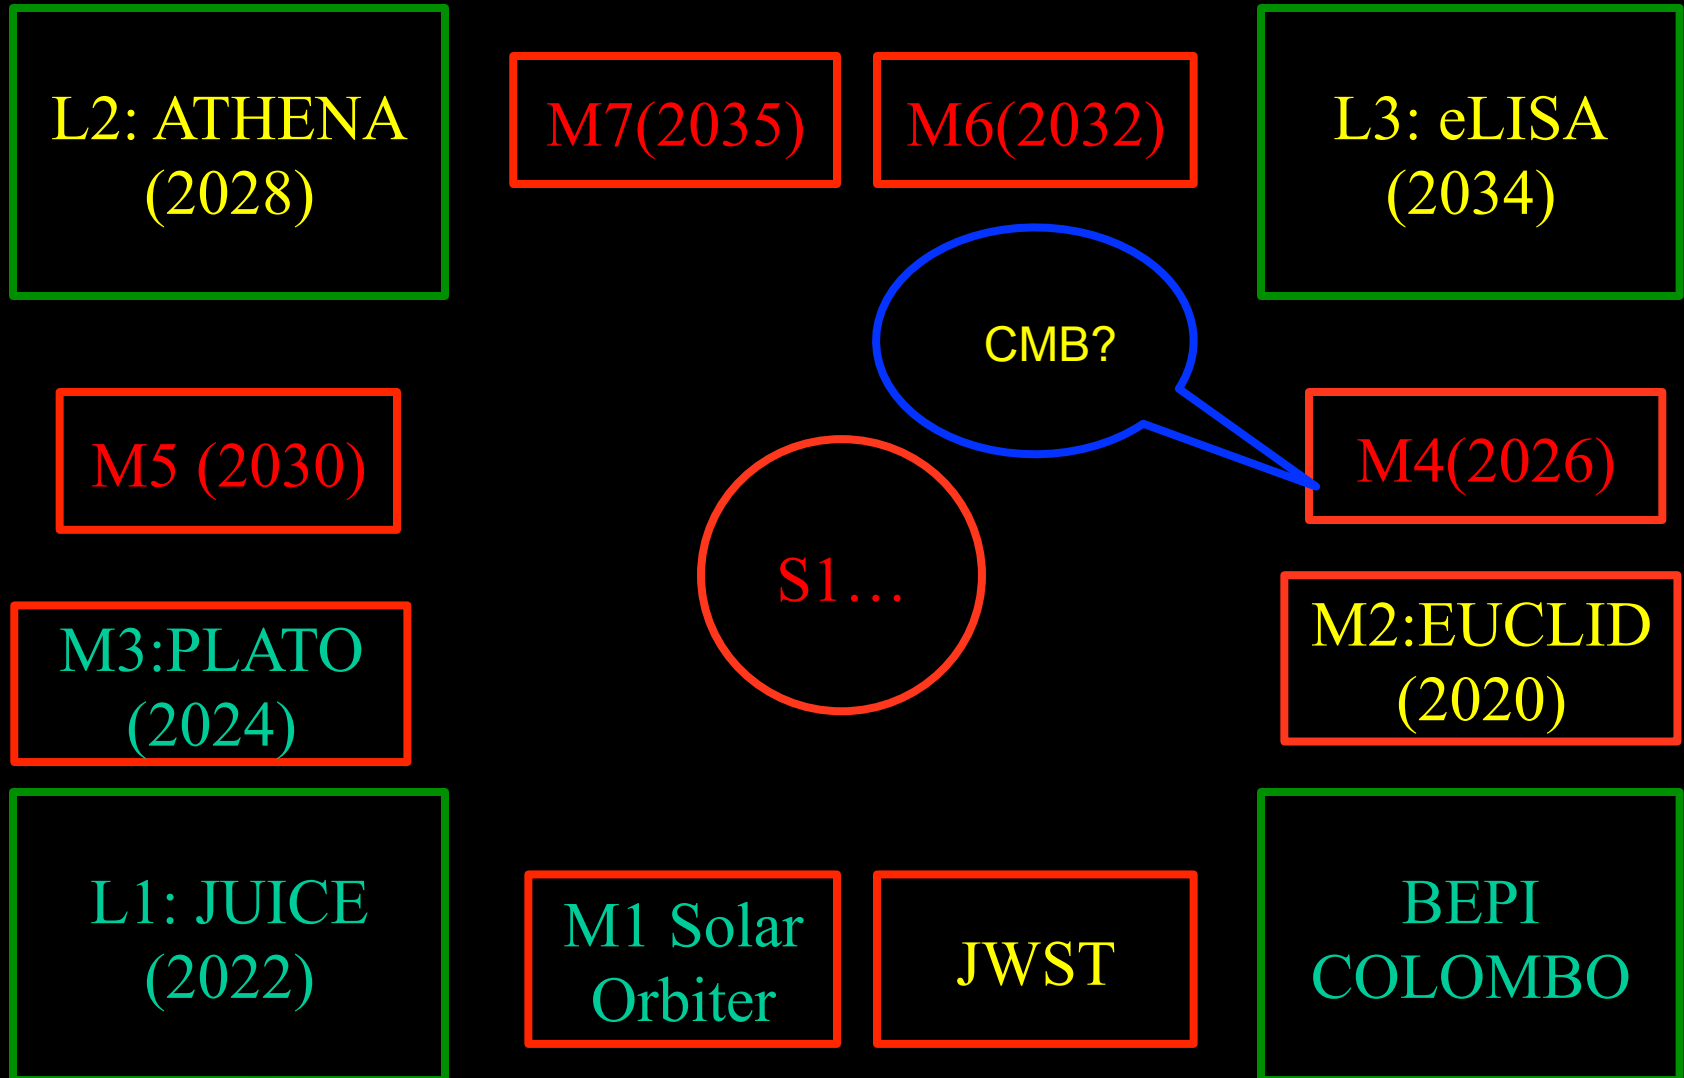 L2: ATHENA
(2028)
M7(2035)
M6(2032)
L3: eLISA
(2034)
CMB?
M5 (2030)
M4(2026)
S1…
M3:PLATO
(2024)
M2:EUCLID
(2020)
L1: JUICE
(2022)
M1 Solar
Orbiter
JWST
BEPI
COLOMBO